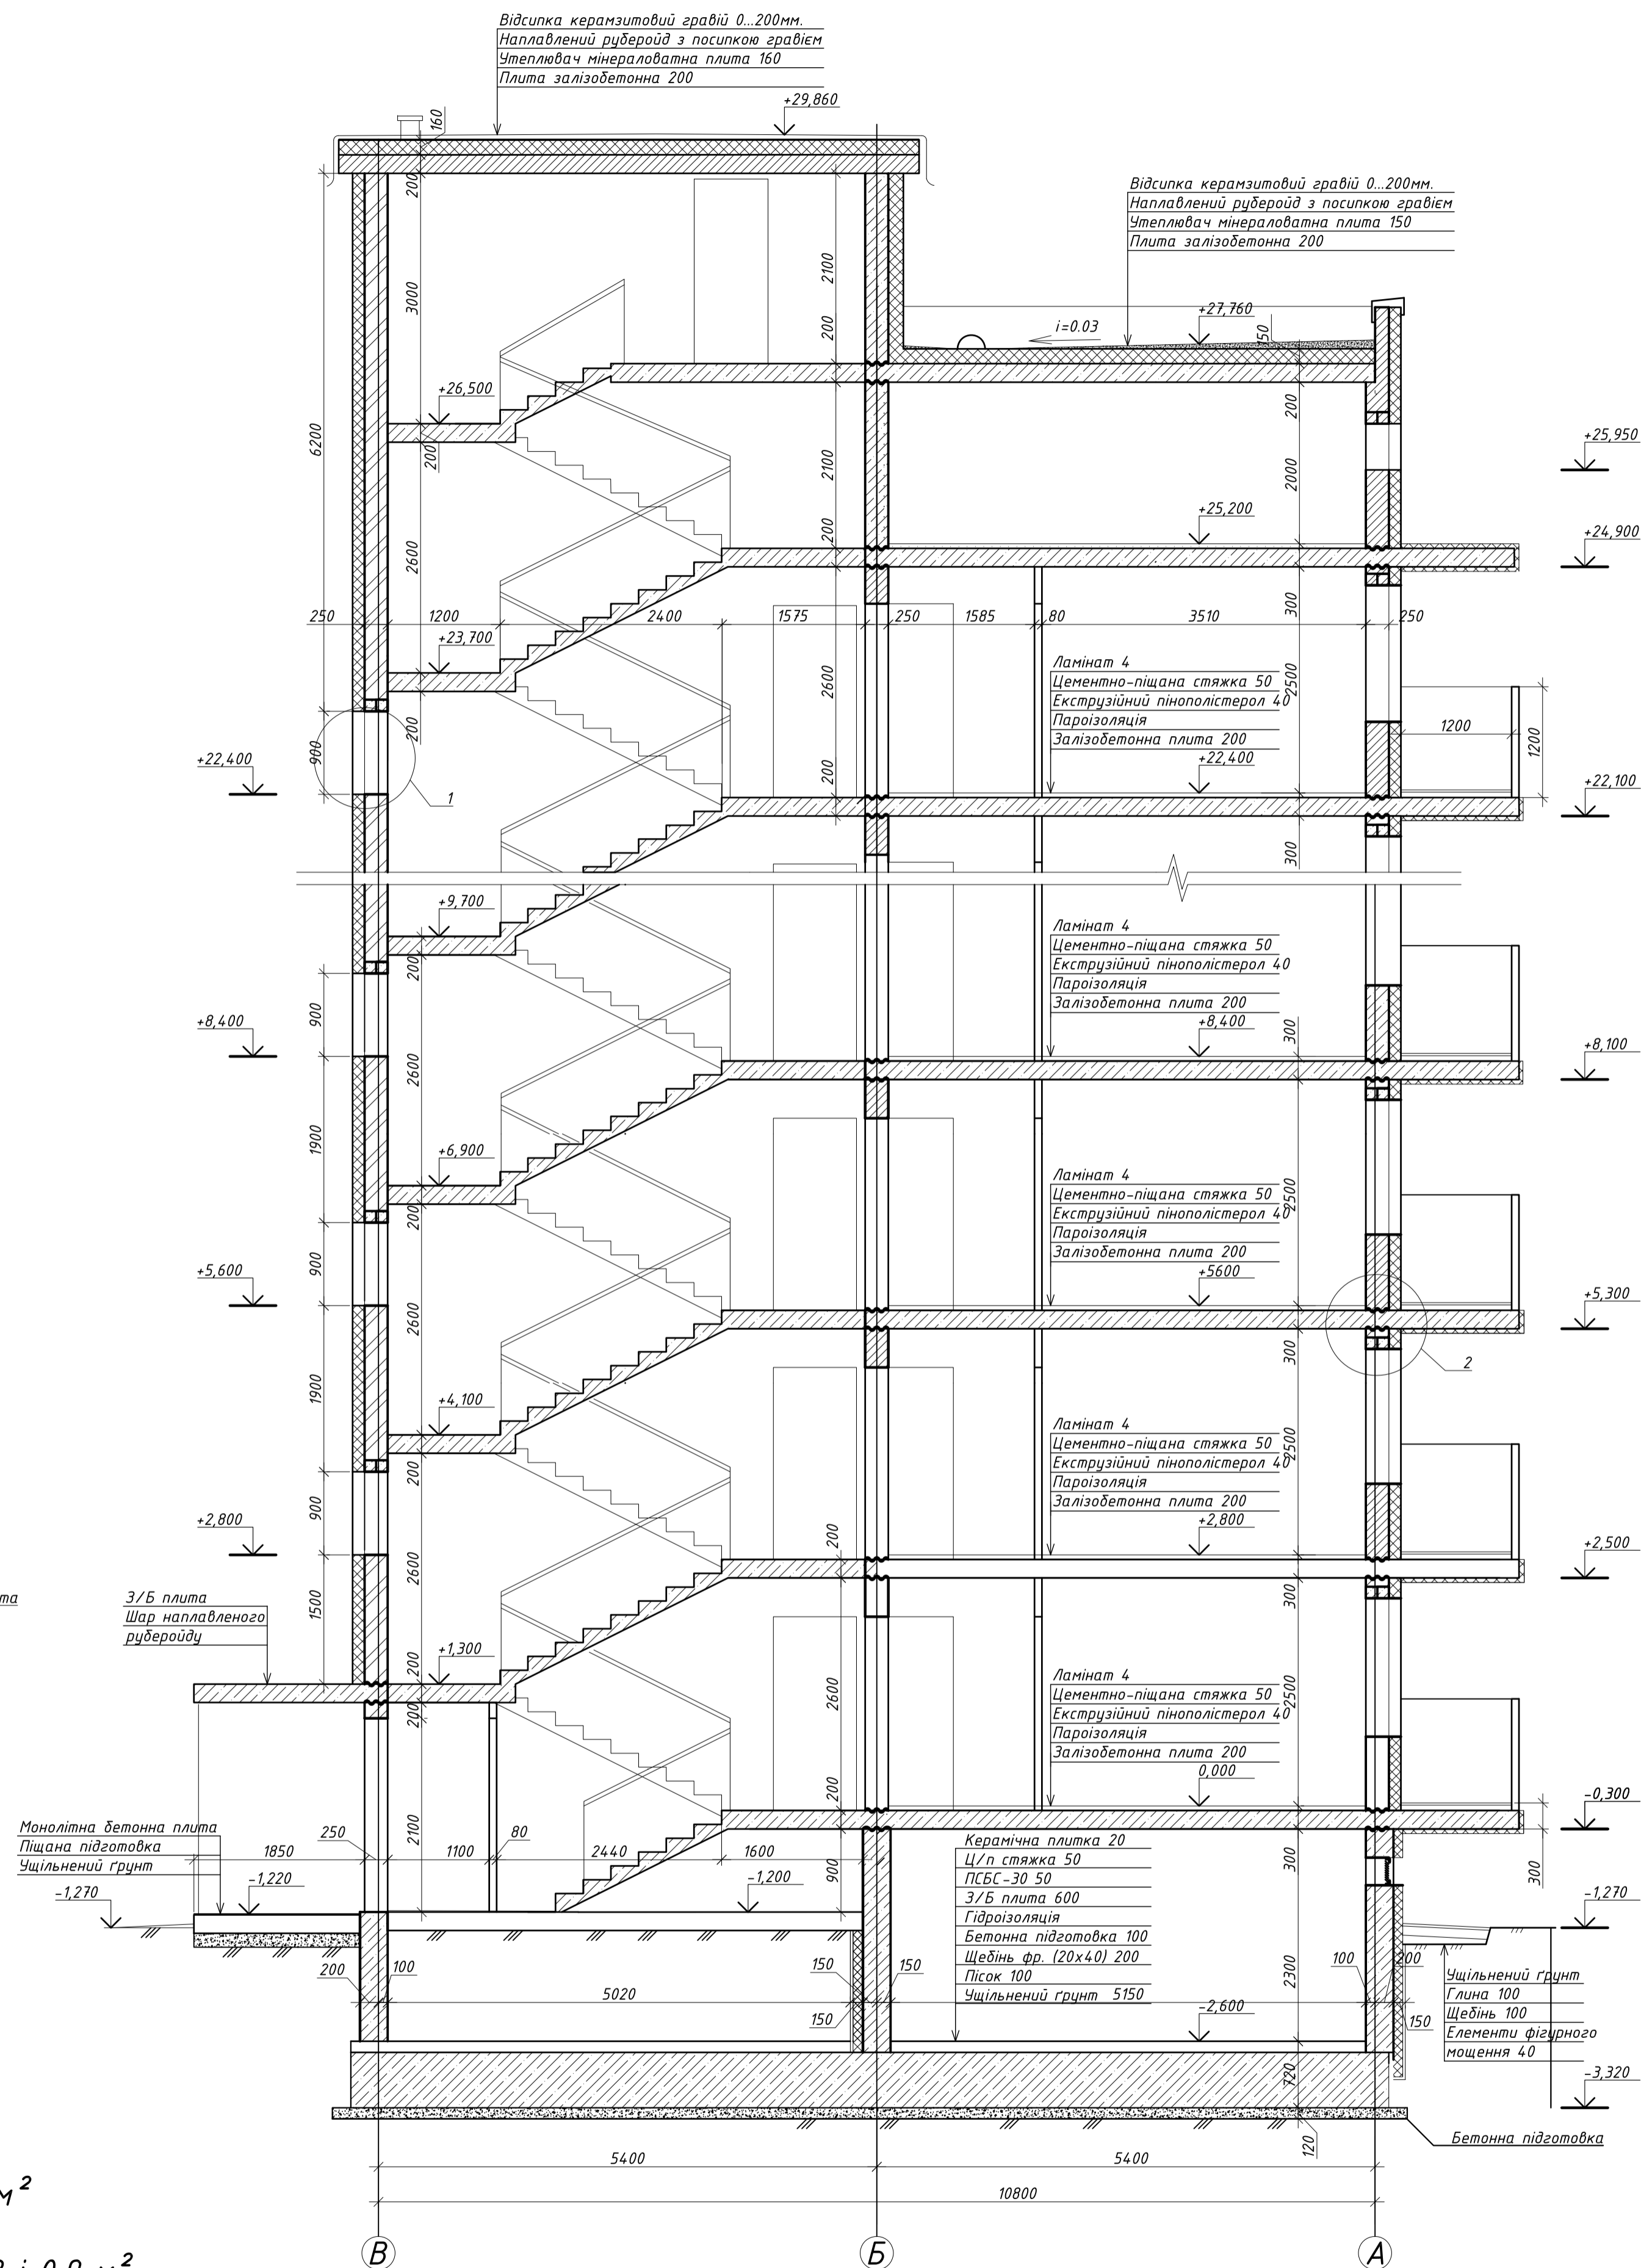 Відсипка керамзитовий гравій 0...200мм.
Наплавлений рубероїд з посипкою гравієм
Утеплювач мінераловатна плита 160
Плита залізобетонна 200
+29,860
160
200
Відсипка керамзитовий гравій 0...200мм.
Наплавлений рубероїд з посипкою гравієм
Утеплювач мінераловатна плита 150
Плита залізобетонна 200
3000
2100
200
i=0.03
+27,760
150
+26,500
200
6200
200
2100
2000
+25,950
+25,200
200
+24,900
2600
300
250
1200
2400
1575
250
1585
80
3510
250
+23,700
Ламінат 4
Цементно-піщана стяжка 50
Екструзійний пінополістерол 40
Пароізоляція
Залізобетонна плита 200
2600
2500
1200
1200
200
900
+22,400
+22,400
200
+22,100
1
300
+9,700
Ламінат 4
Цементно-піщана стяжка 50
Екструзійний пінополістерол 40
Пароізоляція
Залізобетонна плита 200
200
900
+8,400
+8,400
300
+8,100
2600
1900
+6,900
Ламінат 4
Цементно-піщана стяжка 50
Екструзійний пінополістерол 40
Пароізоляція
Залізобетонна плита 200
2500
200
900
+5,600
+5600
+5,300
2600
300
2
1900
+4,100
Ламінат 4
Цементно-піщана стяжка 50
Екструзійний пінополістерол 40
Пароізоляція
Залізобетонна плита 200
2500
200
900
+2,800
+2,800
200
+2,500
2600
300
1500
та
З/Б плита
Шар наплавленого
рубероїду
+1,300
200
200
2600
Ламінат 4
Цементно-піщана стяжка 50
Екструзійний пінополістерол 40
Пароізоляція
Залізобетонна плита 200
2500
0,000
200
-0,300
2100
Монолітна бетонна плита
Піщана підготовка
Ущільнений ґрунт
1850
250
1100
80
2440
1600
900
300
300
-1,270
-1,220
-1,200
-1,270
Керамічна плитка 20
Ц/п стяжка 50
ПСБС-30 50
З/Б плита 600
Гідроізоляція
Бетонна підготовка 100
Щебінь фр. (20х40) 200
Пісок 100
Ущільнений ґрунт 5150
200
100
5020
150
150
150
2300
100
200
150
Ущільнений ґрунт
Глина 100
Щебінь 100
Елементи фігурного
мощення 40
-2,600
720
-3,320
120
Бетонна підготовка
5400
5400
10800
м²
В
Б
А